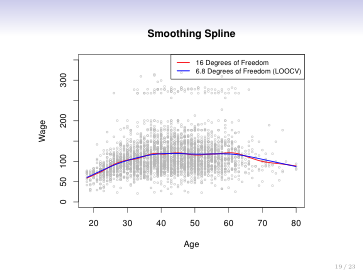 Smoothing Spline
16 Degrees of Freedom
6.8 Degrees of Freedom (LOOCV)
Wage
300
200
100
50
0
20 30 40 50 60 70 80
Age
19 / 23